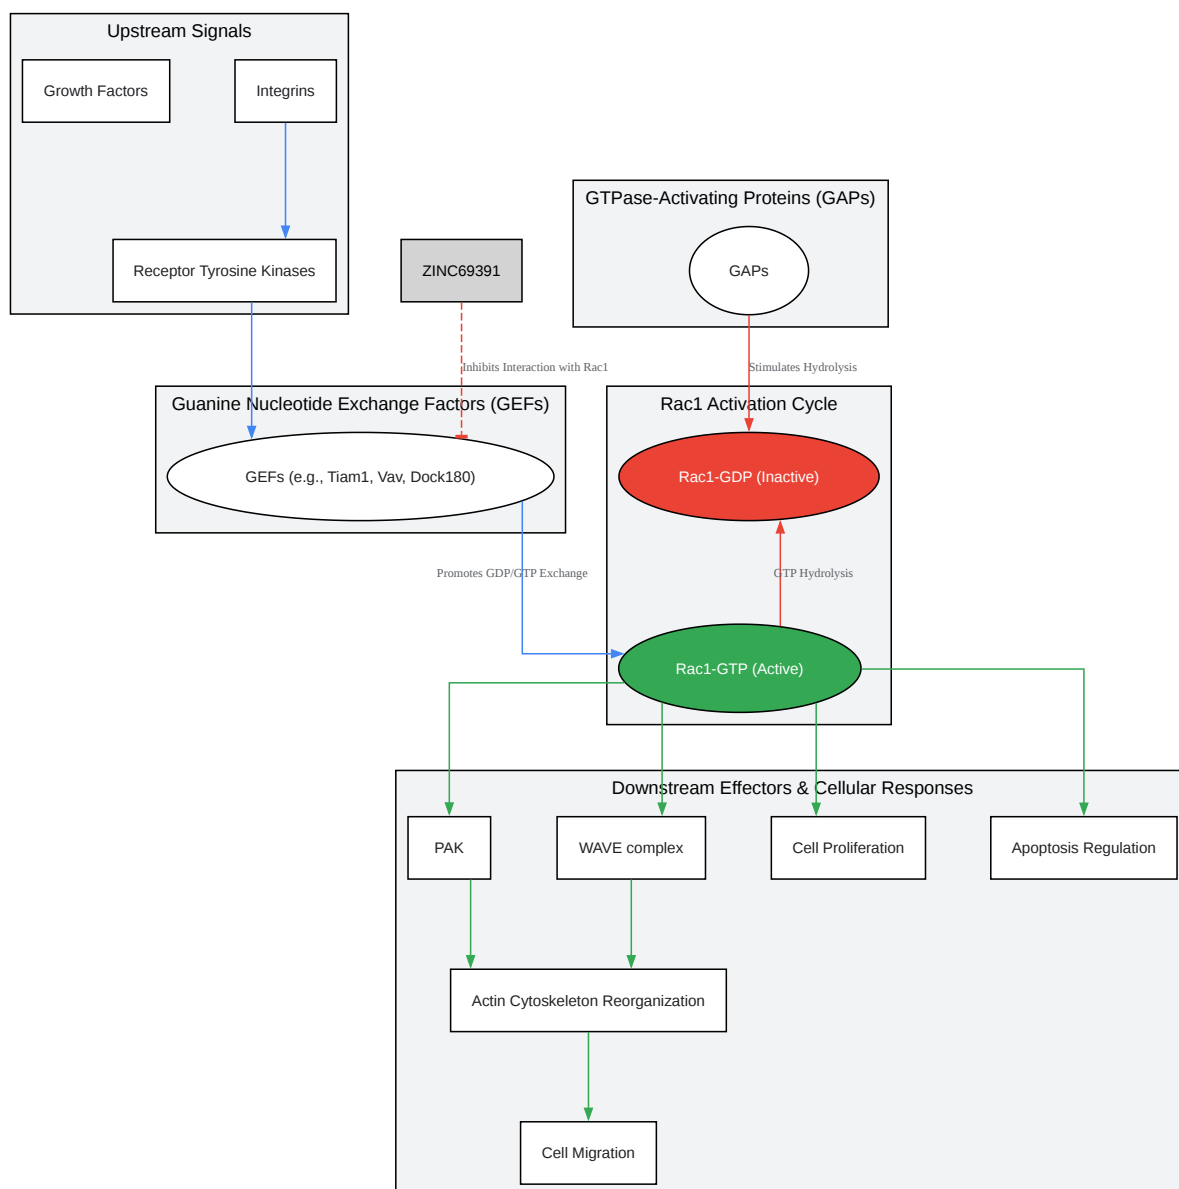 Upstream Signals
Growth Factors
Integrins
GTPase-Activating Proteins (GAPs)
Receptor Tyrosine Kinases
ZINC69391
GAPs
Inhibits Interaction with Rac1
Stimulates Hydrolysis
Guanine Nucleotide Exchange Factors (GEFs)
Rac1 Activation Cycle
GEFs (e.g., Tiam1, Vav, Dock180)
Rac1-GDP (Inactive)
Promotes GDP/GTP Exchange
GTP Hydrolysis
Rac1-GTP (Active)
Downstream Effectors & Cellular Responses
PAK
WAVE complex
Cell Proliferation
Apoptosis Regulation
Actin Cytoskeleton Reorganization
Cell Migration